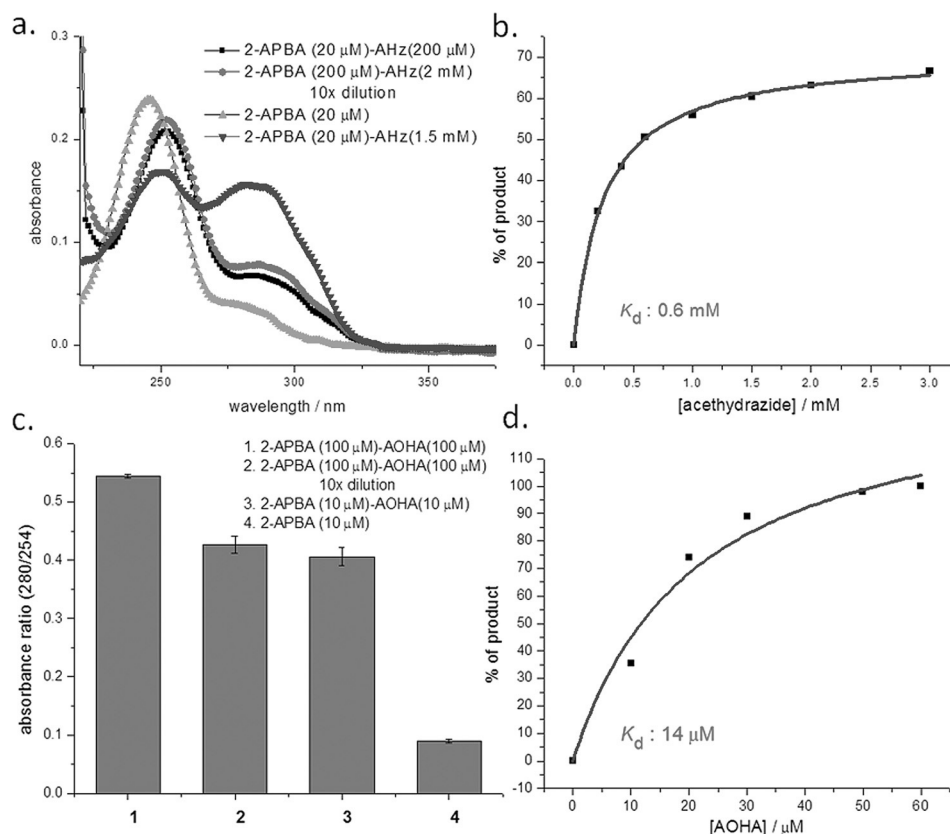 a.
0.3
0.2
0.1
0.0
absorbance
250
300
350
wavelength / nm
2-APBA (20 µM)-AHz(200 µM)
2-APBA (200 µM)-AHz(2 mM)
10x dilution
2-APBA (20 µM)
2-APBA (20 µM)-AHz(1.5 mM)
b.
70
60
50
40
30
20
10
0
% of product
0.0
0.5
1.0
1.5
2.0
2.5
3.0
[acethydrazide] / mM
Kd : 0.6 mM
c.
0.6
0.5
0.4
0.3
0.2
0.1
0.0
absorbance ratio (280/254)
1
2
3
4
1. 2-APBA (100 µM)-AOHA(100 µM)
2. 2-APBA (100 µM)-AOHA(100 µM)
10x dilution
3. 2-APBA (10 µM)-AOHA(10 µM)
4. 2-APBA (10 µM)
d.
110
100
90
80
70
60
50
40
30
20
10
0
-10
% of product
0
10
20
30
40
50
60
[AOHA] / µM
Kd : 14 µM